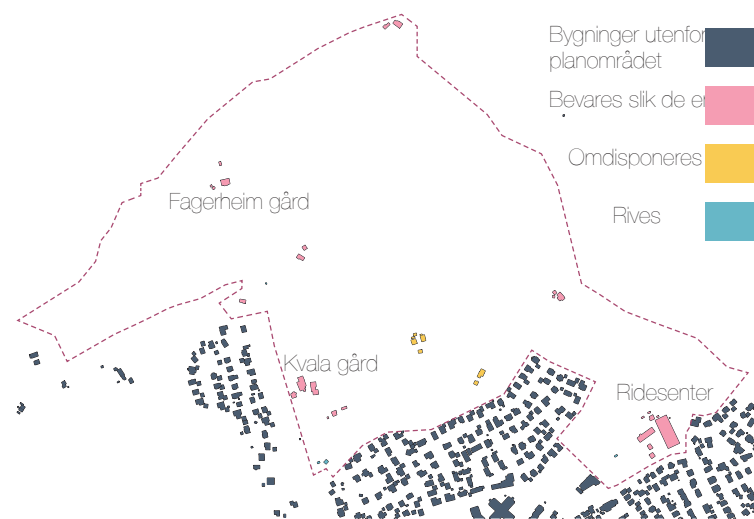 Bygninger utenfor
planområdet
Bevares slik de er
Omdisponeres
Fagerheim gård
Rives
Kvala gård
Ridesenter